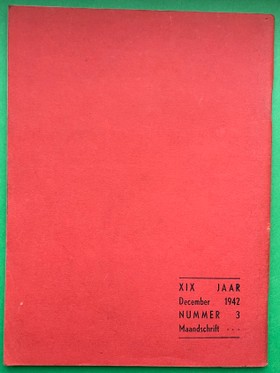 XIX JAAR
December 1942
NUMMER 3
Maandschrift - - -